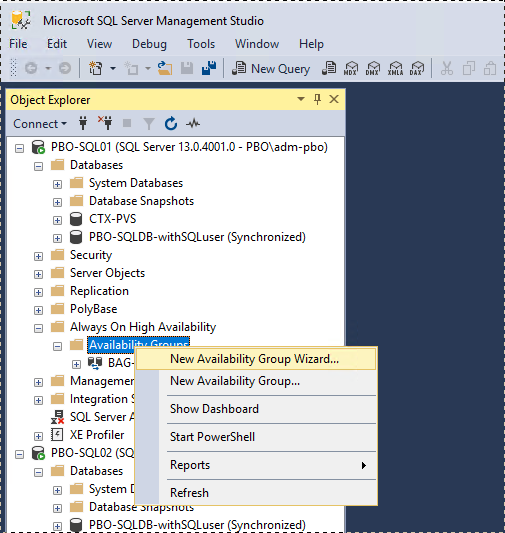 Microsoft SQL Server Management Studio
File Edit View Debug Tools Window Help
New Query MDX DMX XMLA DAX
Object Explorer
Connect
PBO-SQL01 (SQL Server 13.0.4001.0 - PBO\adm-pbo)
Databases
System Databases
Database Snapshots
CTX-PVS
PBO-SQLDB-withSQLuser (Synchronized)
Security
Server Objects
Replication
PolyBase
Always On High Availability
Availability Groups
BAG-
New Availability Group Wizard...
New Availability Group...
Show Dashboard
Start PowerShell
Reports
Refresh
Managemen
Integration S
SQL Server A
XE Profiler
PBO-SQL02 (SQ
Databases
System D
Database Snapshots
PBO-SQLDB-withSQLuser (Synchronized)